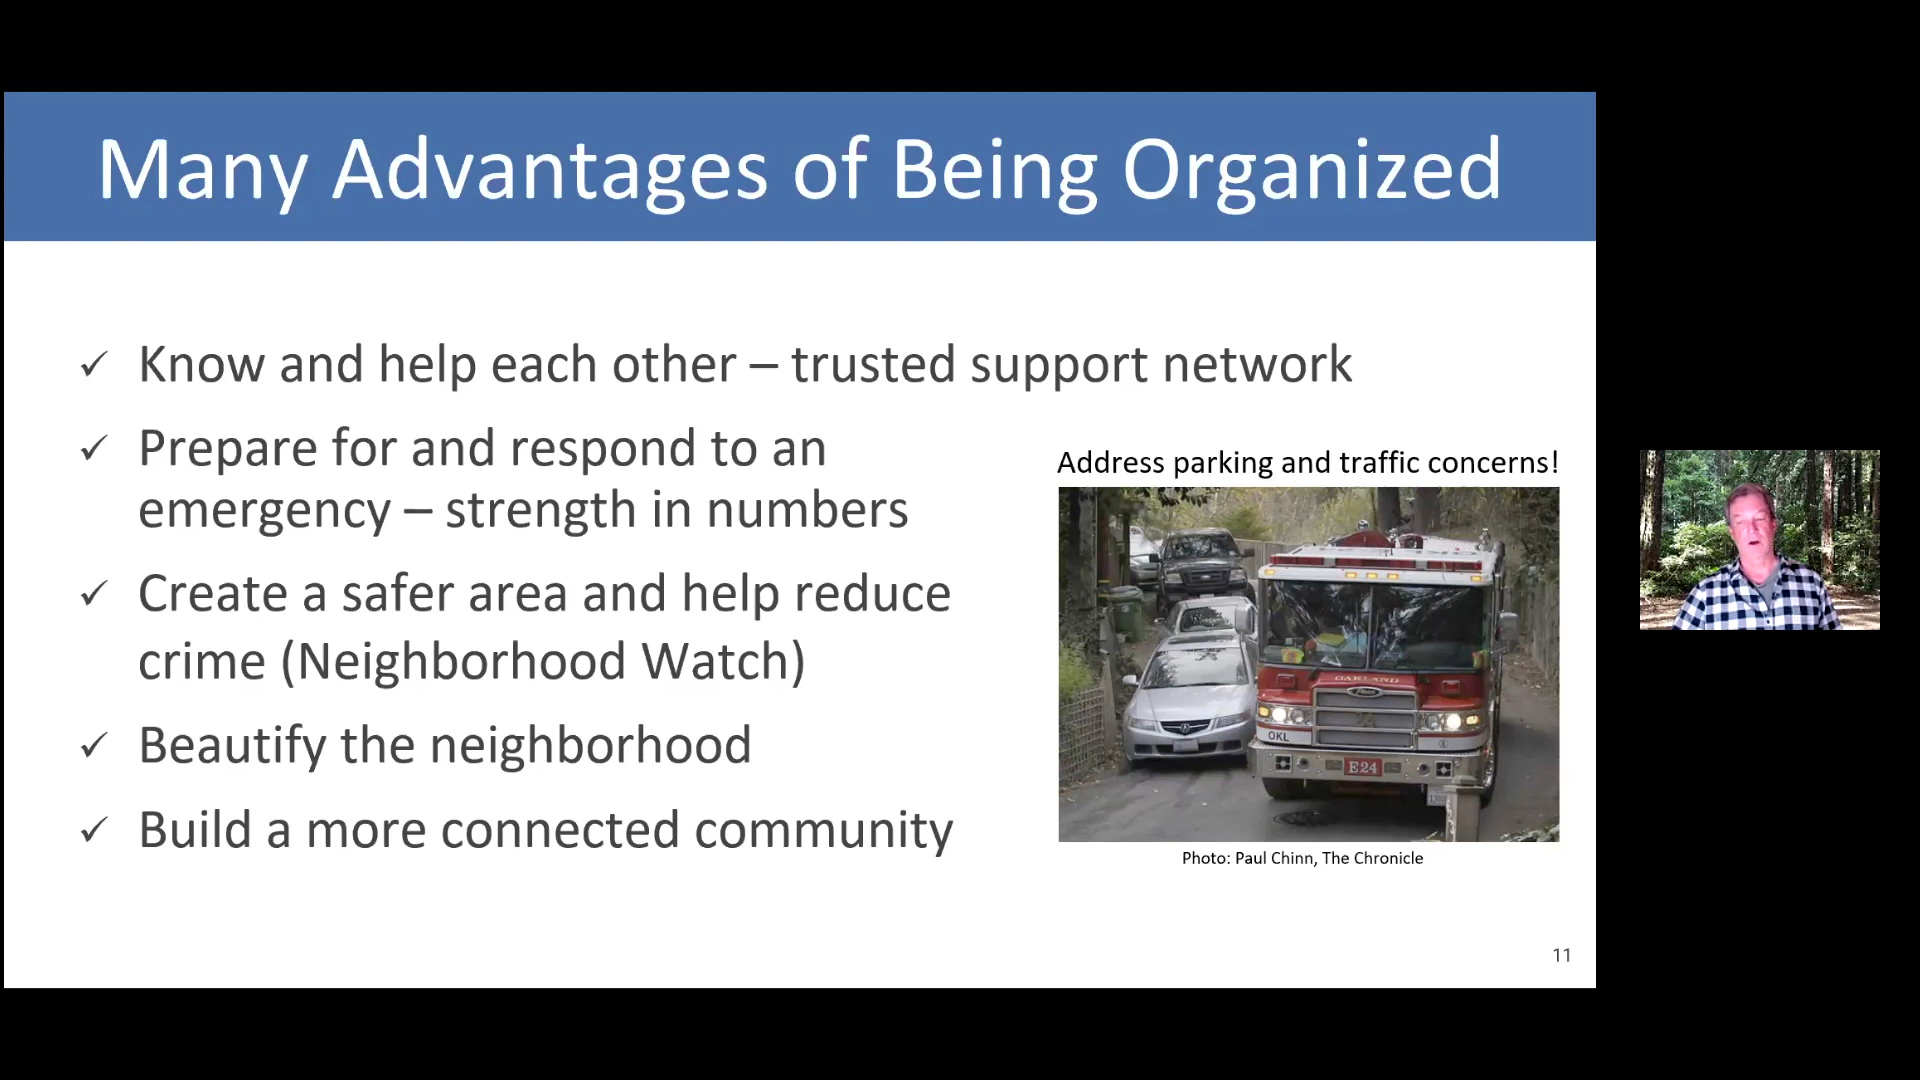 Many Advantages of Being Organized
✓ Know and help each other – trusted support network
✓ Prepare for and respond to an
emergency – strength in numbers
✓ Create a safer area and help reduce
crime (Neighborhood Watch)
✓ Beautify the neighborhood
✓ Build a more connected community
Address parking and traffic concerns!
OAKLAND
OKL
E24
Photo: Paul Chinn, The Chronicle
11